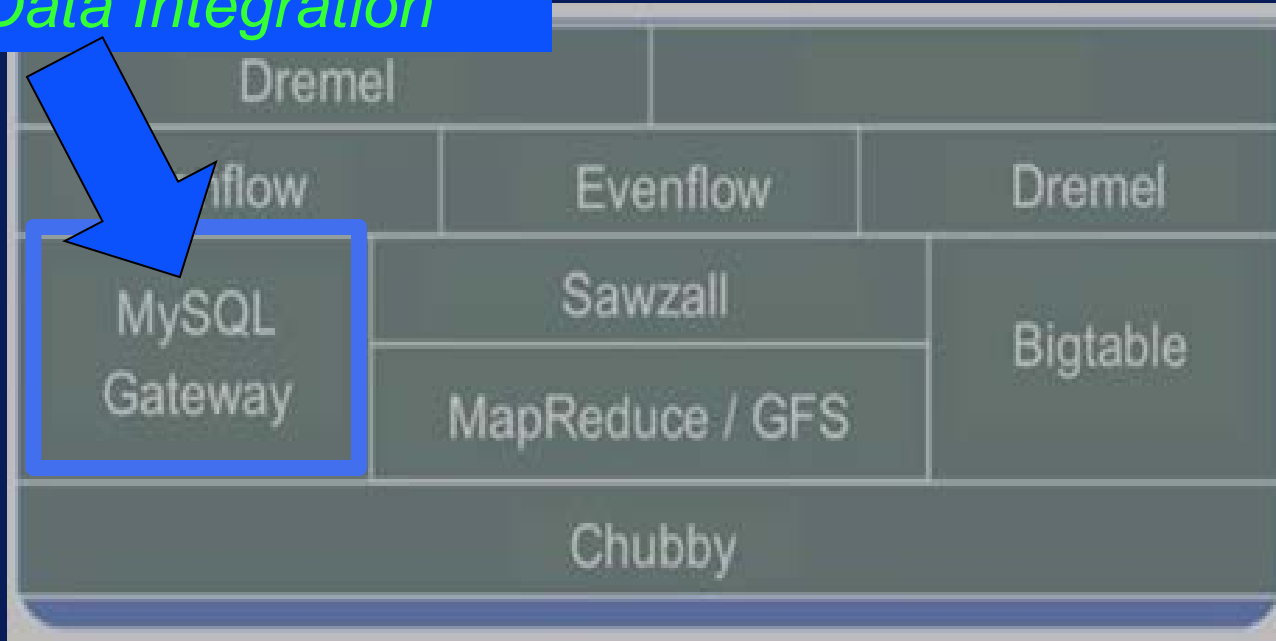 Data Integration
Dremel
nflow Evenflow Dremel
MySQL
Gateway
Sawzall
MapReduce / GFS
Bigtable
Chubby